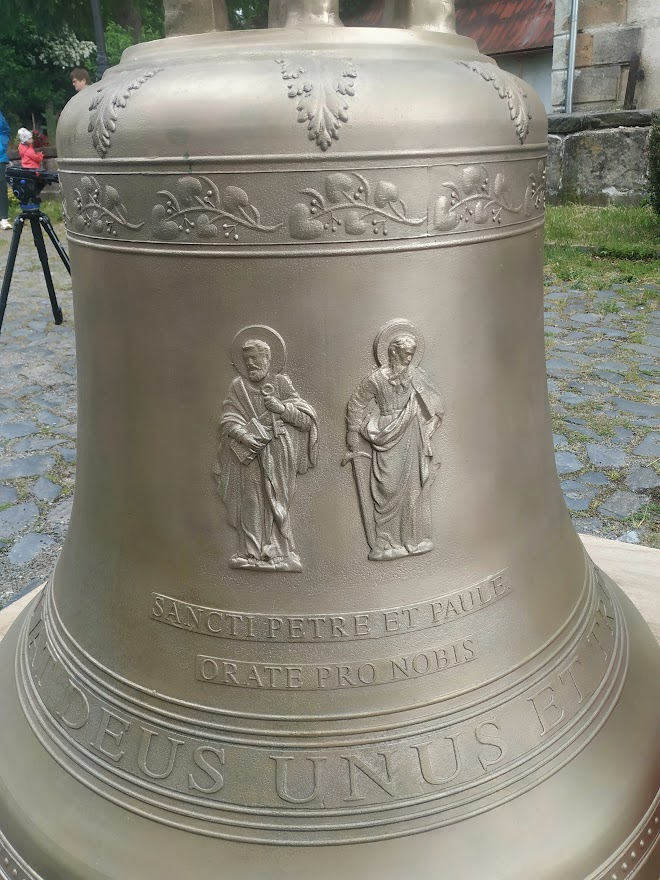 SANCTI PETRE ET PAULE
ORATE PRO NOBIS
DEUS UNUS ET